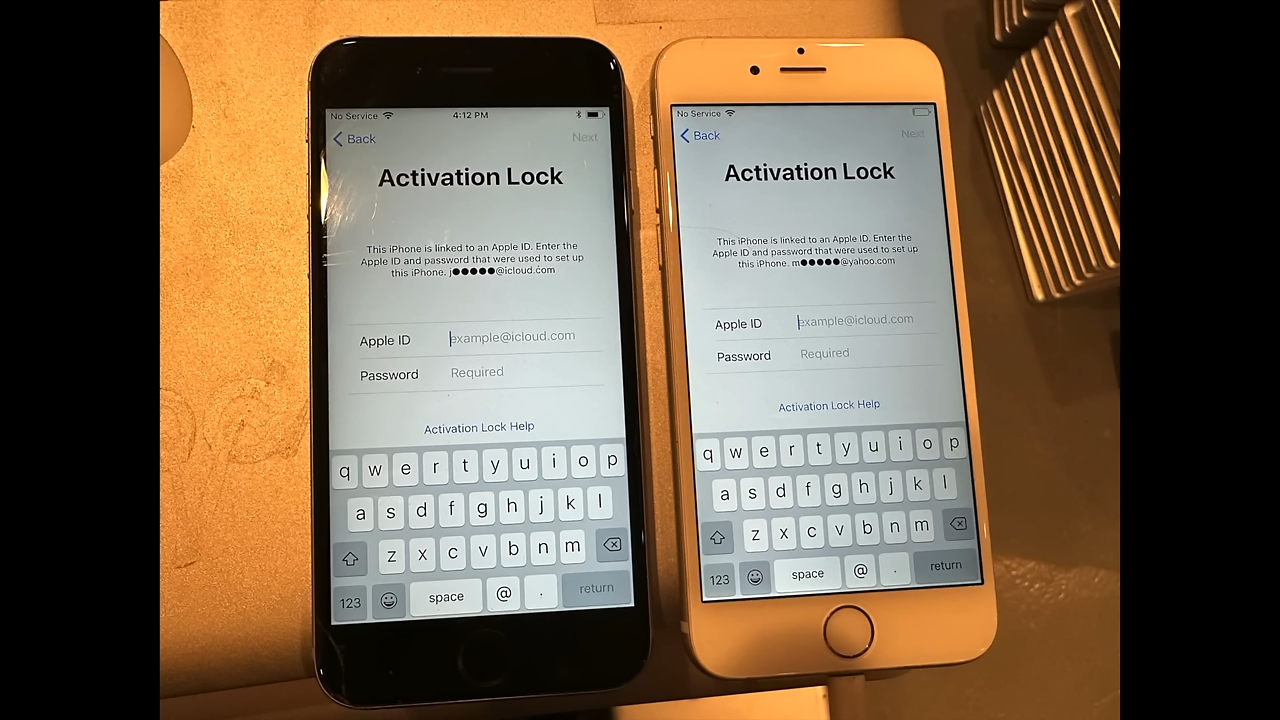 No Service
4:12 PM
Back
Next
Activation Lock
This iPhone is linked to an Apple ID. Enter the
Apple ID and password that were used to set up
this iPhone. j●●●●●@icloud.com
Apple ID example@icloud.com
Password Required
Activation Lock Help
q w e r t y u i o p
a s d f g h j k l
z x c v b n m
123 space @ . return
No Service
Back
Next
Activation Lock
This iPhone is linked to an Apple ID. Enter the
Apple ID and password that were used to set up
this iPhone. m●●●●●@yahoo.com
Apple ID example@icloud.com
Password Required
Activation Lock Help
q w e r t y u i o p
a s d f g h j k l
z x c v b n m
123 space @ . return